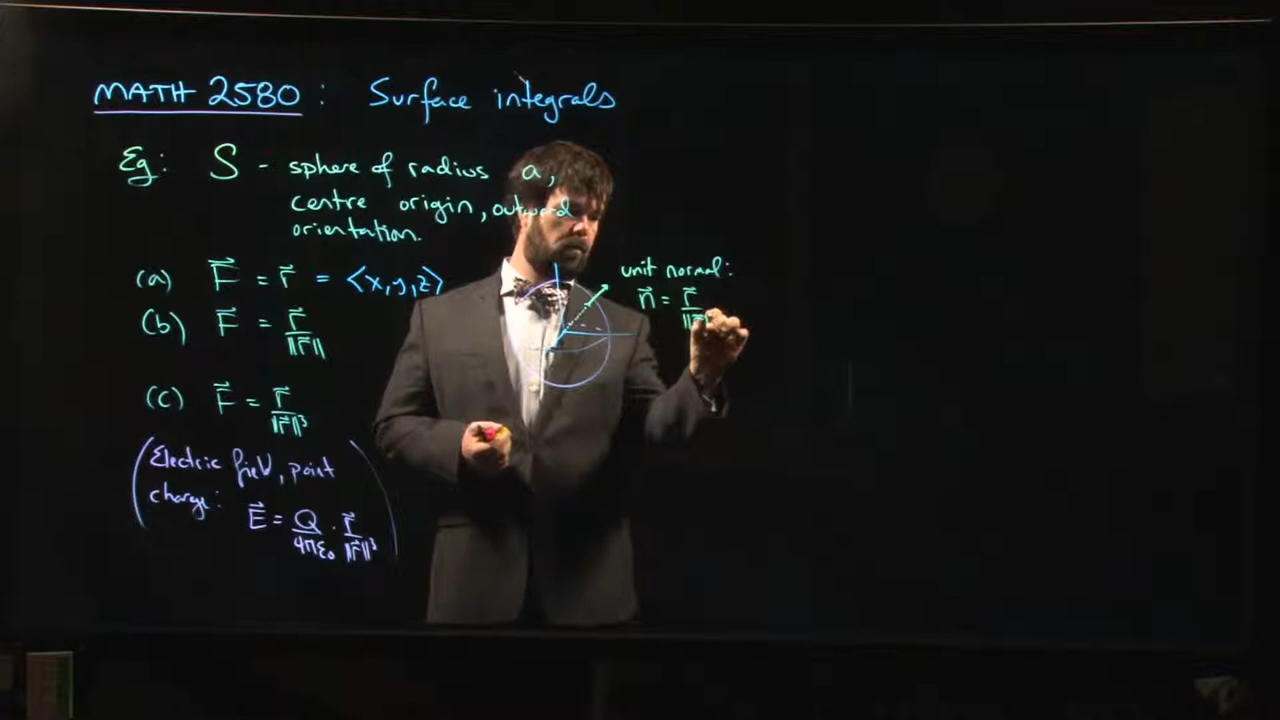 MATH 2580 : Surface integrals
Eg: S - sphere of radius a,
centre origin, outward
orientation.
(a) F⃗ = r⃗ = <x,y,z>
(b) F⃗ = r⃗/‖r⃗‖
(c) F⃗ = r⃗/‖r⃗‖³
(Electric field, point
charge: E⃗ = Q/4πε₀ · r⃗/‖r⃗‖³)
unit normal:
n⃗ = r⃗/‖r⃗‖